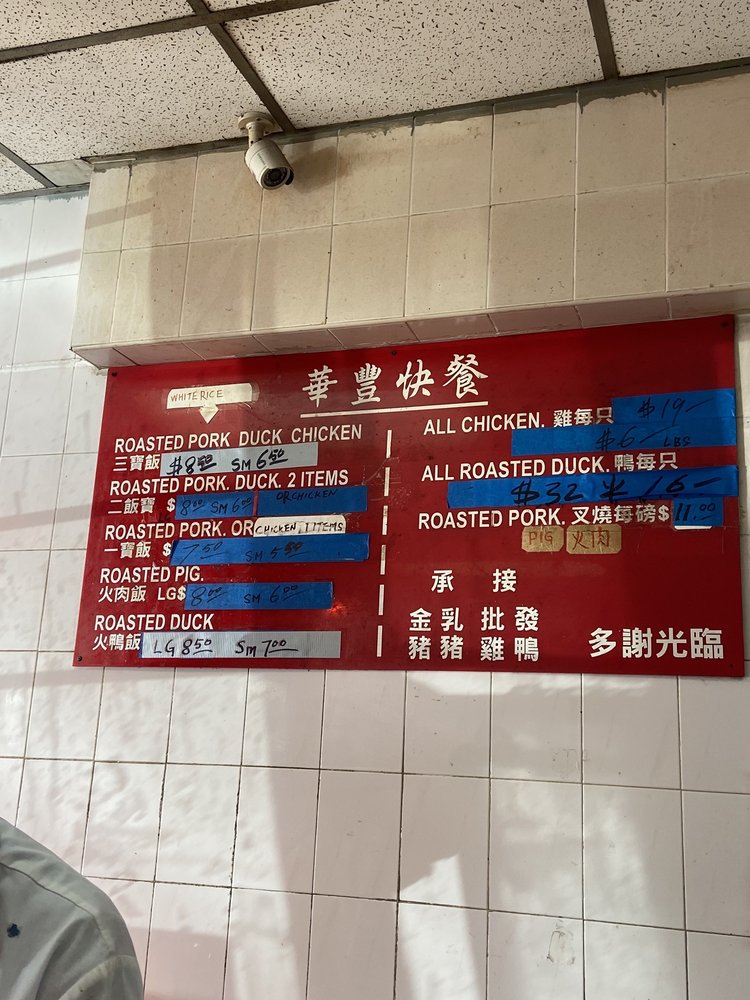 華豐快餐
WHITE RICE
ROASTED PORK DUCK CHICKEN
三寶飯 $8.50 SM 6.50
ROASTED PORK. DUCK. 2 ITEMS
二飯寶 $ 8.00 SM 6.00 OR CHICKEN
ROASTED PORK. OR CHICKEN, 1 ITEMS
一寶飯 $ 7.50 SM 5.50
ROASTED PIG.
火肉飯 LG$ 8.00 SM 6.00
ROASTED DUCK
火鴨飯 LG 8.50 Sm 7.00
ALL CHICKEN. 雞每只 $19-
$6- LBS
ALL ROASTED DUCK. 鴨每只
$32 半 16-
ROASTED PORK. 叉燒每磅$ 11.00
PIG 火肉
承接
金乳批發
豬豬雞鴨
多謝光臨